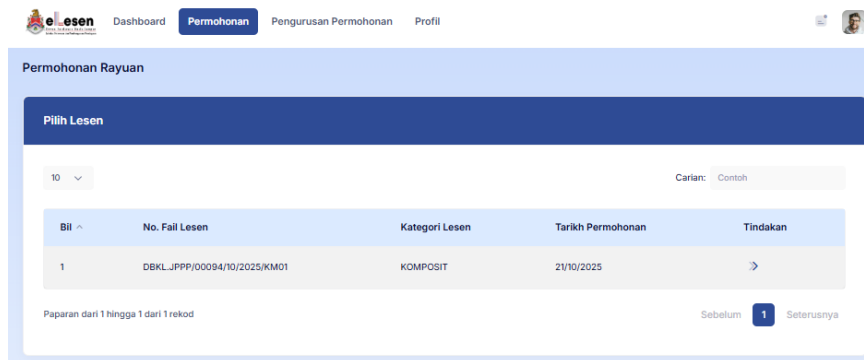 eLesen
Dashboard Permohonan Pengurusan Permohonan Profil
Permohonan Rayuan
Pilih Lesen
10 Carian: Contoh
Bil No. Fail Lesen Kategori Lesen Tarikh Permohonan Tindakan
1 DBKL.JPPP/00094/10/2025/KM01 KOMPOSIT 21/10/2025
Paparan dari 1 hingga 1 dari 1 rekod Sebelum 1 Seterusnya